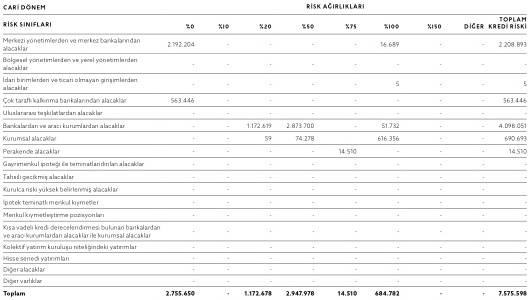 CARİ DÖNEM RİSK AĞIRLIKLARI
RİSK SINIFLARI %0 %10 %20 %50 %75 %100 %150 DİĞER TOPLAM KREDİ RİSKİ
Merkezi yönetimlerden ve merkez bankalarından
alacaklar 2.192.204 - - - - 16.689 - - 2.208.893
Bölgesel yönetimlerden ve yerel yönetimlerden
alacaklar - - - - - - - - -
İdari birimlerden ve ticari olmayan girişimlerden
alacaklar - - - - - 5 - - 5
Çok taraflı kalkınma bankalarından alacaklar 563.446 - - - - - - - 563.446
Uluslararası teşkilatlardan alacaklar - - - - - - - - -
Bankalardan ve aracı kurumlardan alacaklar - - 1.172.619 2.873.700 - 51.732 - - 4.098.051
Kurumsal alacaklar - - 59 74.278 - 616.356 - - 690.693
Perakende alacaklar - - - - 14.510 - - - 14.510
Gayrimenkul ipoteği ile teminatlandırılan alacaklar - - - - - - - - -
Tahsili gecikmiş alacaklar - - - - - - - - -
Kurulca riski yüksek belirlenmiş alacaklar - - - - - - - - -
İpotek teminatlı menkul kıymetler - - - - - - - - -
Menkul kıymetleştirme pozisyonları - - - - - - - - -
Kısa vadeli kredi derecelendirmesi bulunan bankalardan
ve aracı kurumlardan alacaklar ile kurumsal alacaklar - - - - - - - - -
Kolektif yatırım kuruluşu niteliğindeki yatırımlar - - - - - - - - -
Hisse senedi yatırımları - - - - - - - - -
Diğer alacaklar - - - - - - - - -
Diğer varlıklar - - - - - - - - -
Toplam 2.755.650 - 1.172.678 2.947.978 14.510 684.782 - - 7.575.598